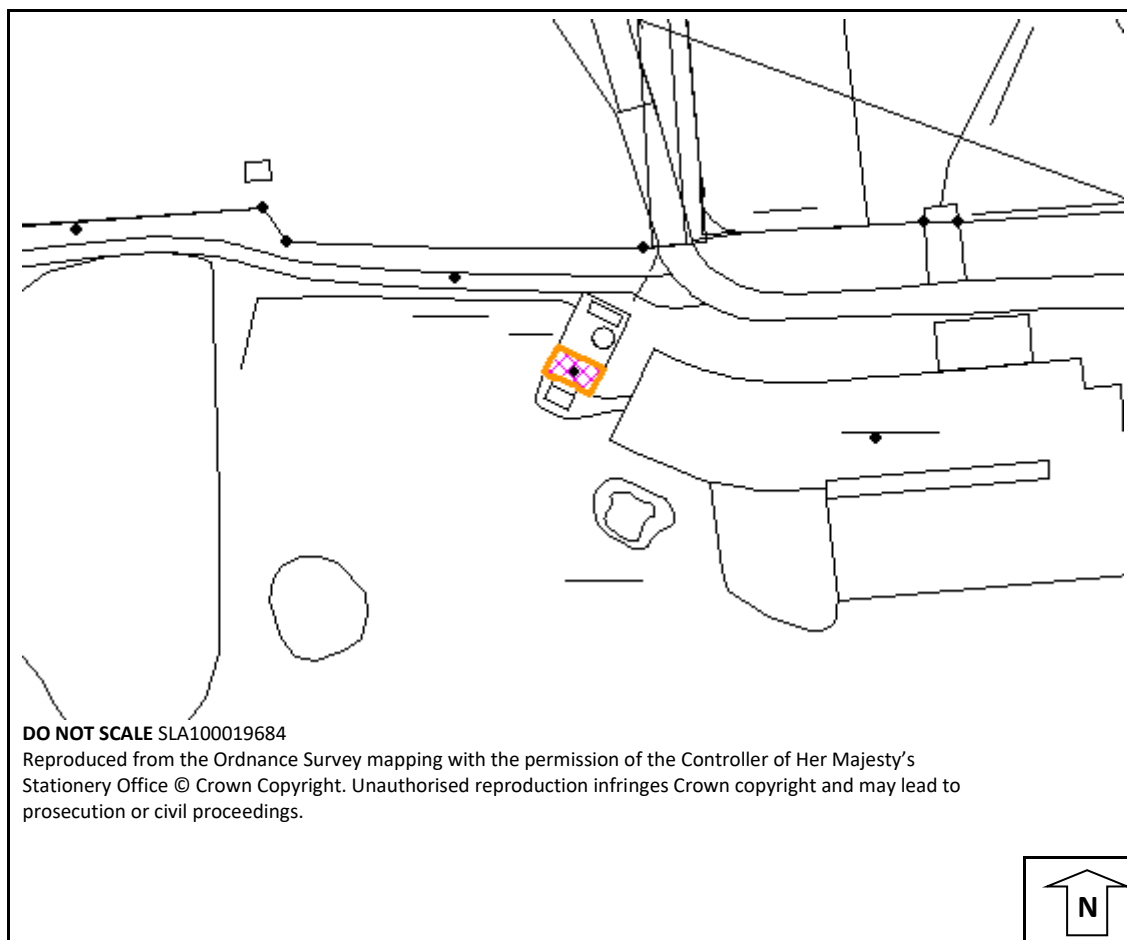 DO NOT SCALE SLA100019684
Reproduced from the Ordnance Survey mapping with the permission of the Controller of Her Majesty's
Stationery Office © Crown Copyright. Unauthorised reproduction infringes Crown copyright and may lead to
prosecution or civil proceedings.
N